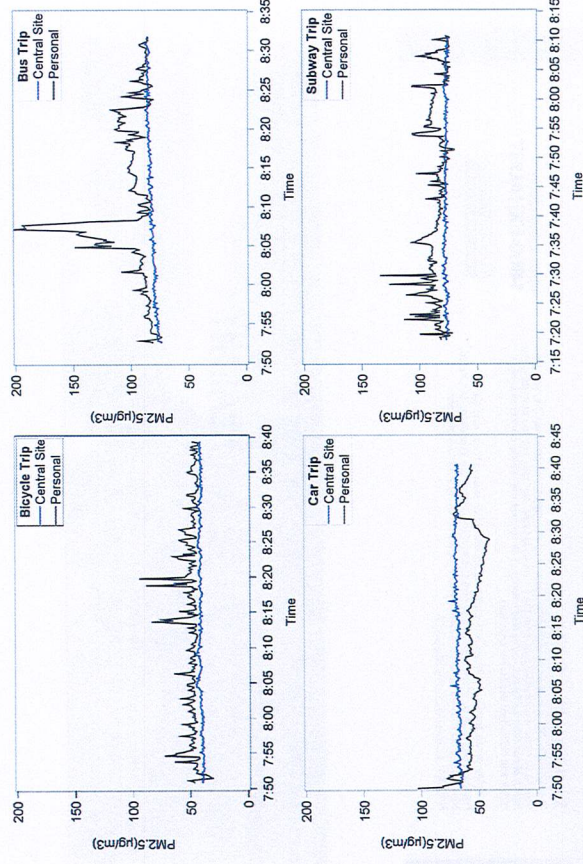 Bicycle Trip
Central Site
Personal
PM2.5(µg/m3)
200
150
100
50
0
7:50 7:55 8:00 8:05 8:10 8:15 8:20 8:25 8:30 8:35 8:40
Time
Bus Trip
Central Site
Personal
PM2.5(µg/m3)
200
150
100
50
0
7:50 7:55 8:00 8:05 8:10 8:15 8:20 8:25 8:30 8:35
Time
Car Trip
Central Site
Personal
PM2.5(µg/m3)
200
150
100
50
0
7:50 7:55 8:00 8:05 8:10 8:15 8:20 8:25 8:30 8:35 8:40 8:45
Time
Subway Trip
Central Site
Personal
PM2.5(µg/m3)
200
150
100
50
0
7:15 7:20 7:25 7:30 7:35 7:40 7:45 7:50 7:55 8:00 8:05 8:10 8:15
Time